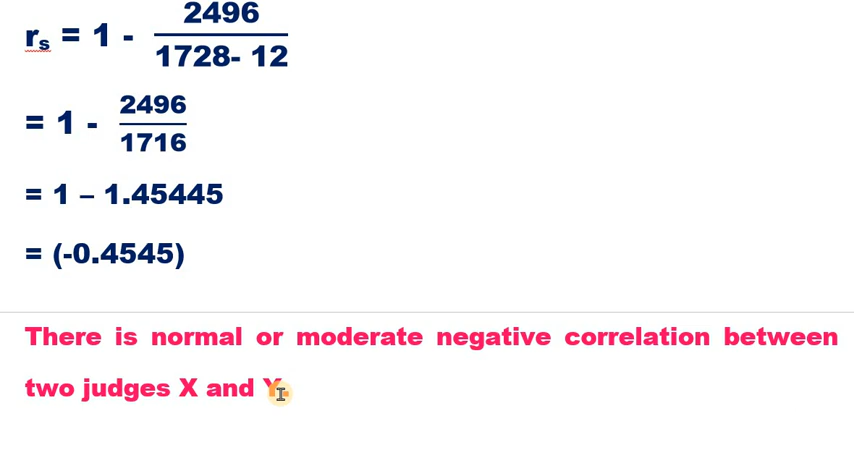 rs = 1 - 2496
1728- 12
= 1 - 2496
1716
= 1 – 1.45445
= (-0.4545)
There is normal or moderate negative correlation between
two judges X and Y.